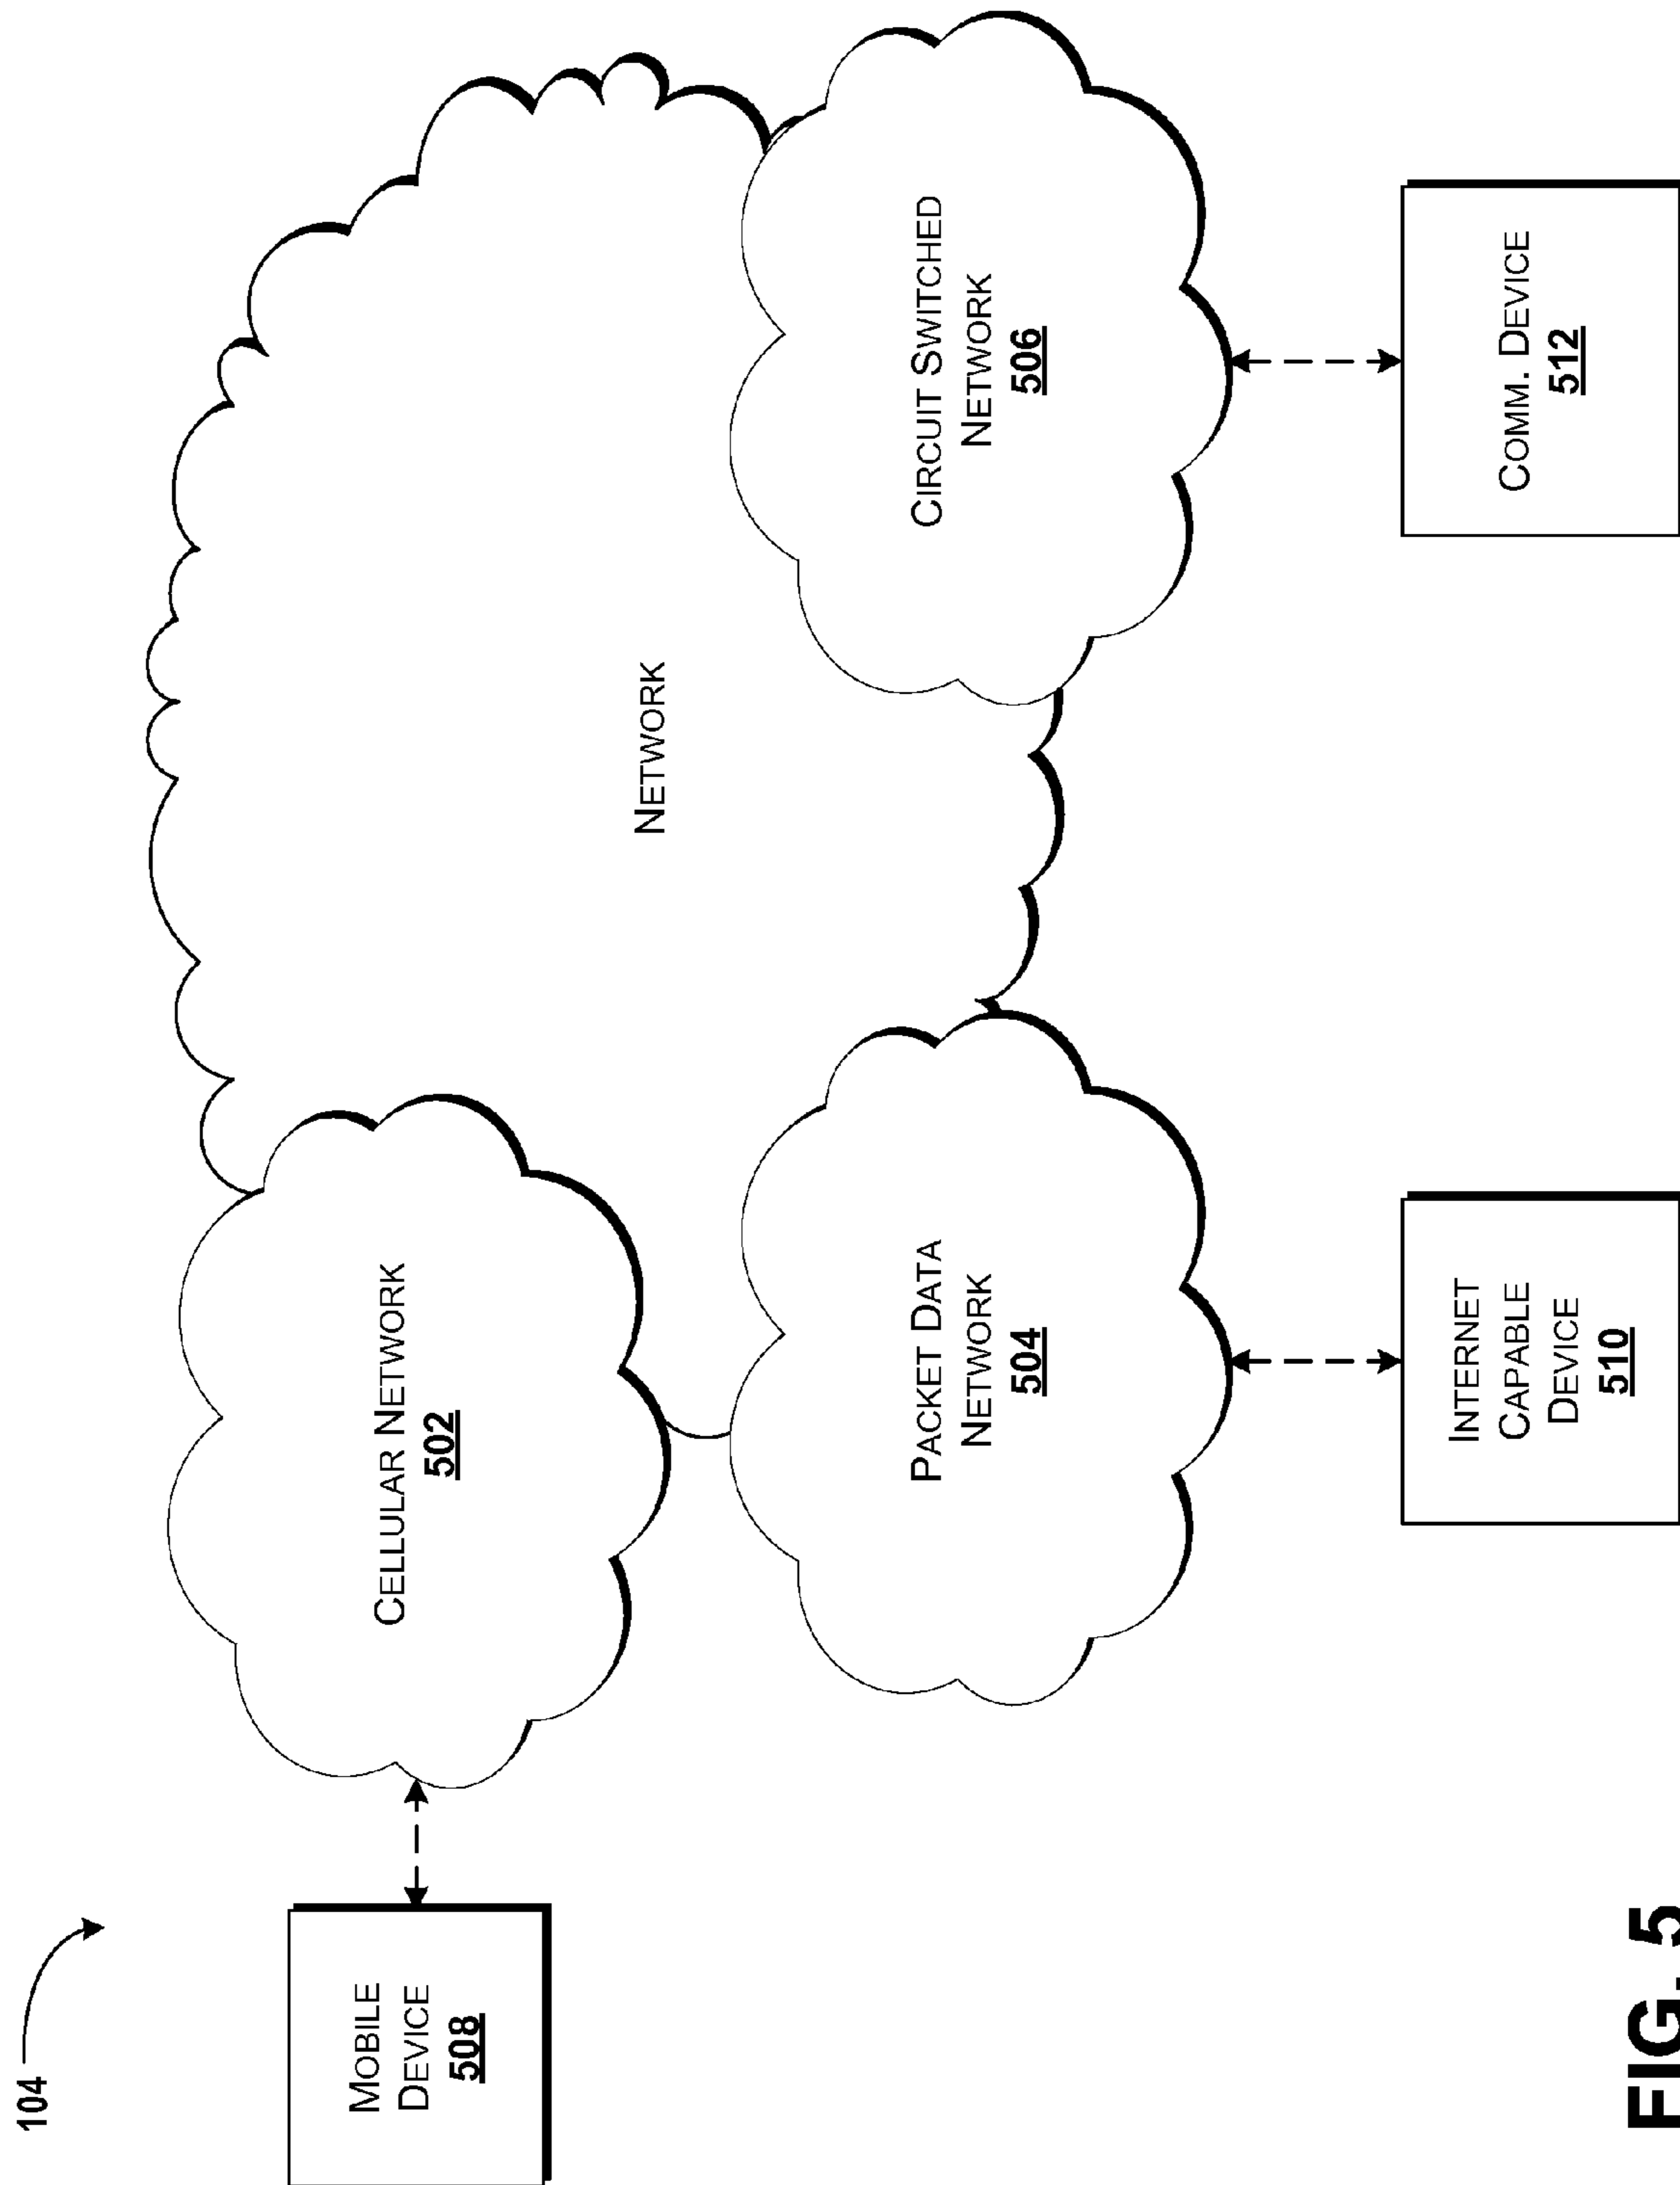 104
NETWORK
CELLULAR NETWORK
502
MOBILE
DEVICE
508
PACKET DATA
NETWORK
504
CIRCUIT SWITCHED
NETWORK
506
INTERNET
CAPABLE
DEVICE
510
COMM. DEVICE
512
FIG. 5